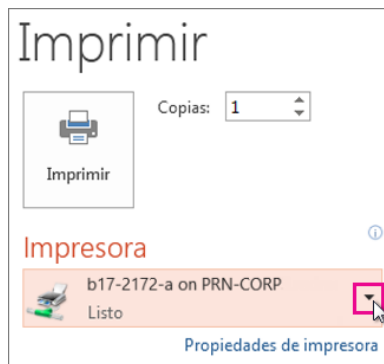 Imprimir
Copias: 1
Imprimir
Impresora
b17-2172-a on PRN-CORP
Listo
Propiedades de impresora